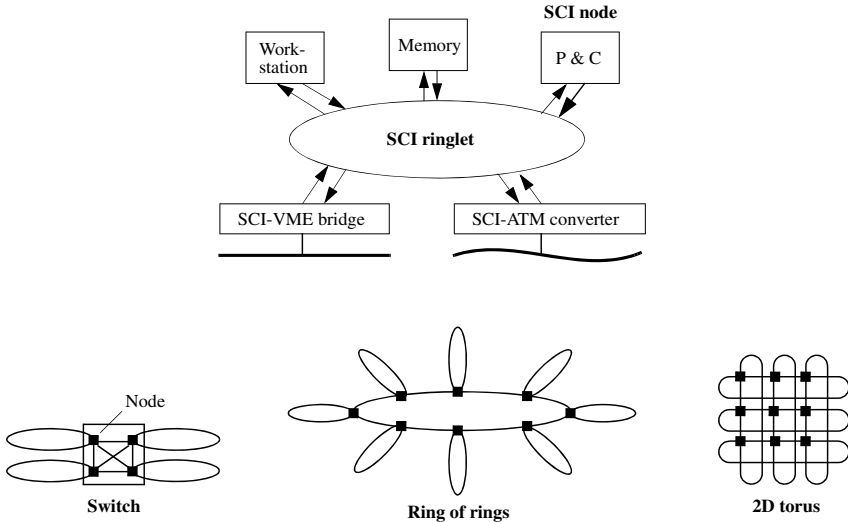 SCI node
Work-
station
Memory
P & C
SCI ringlet
SCI-VME bridge
SCI-ATM converter
Node
Switch
Ring of rings
2D torus